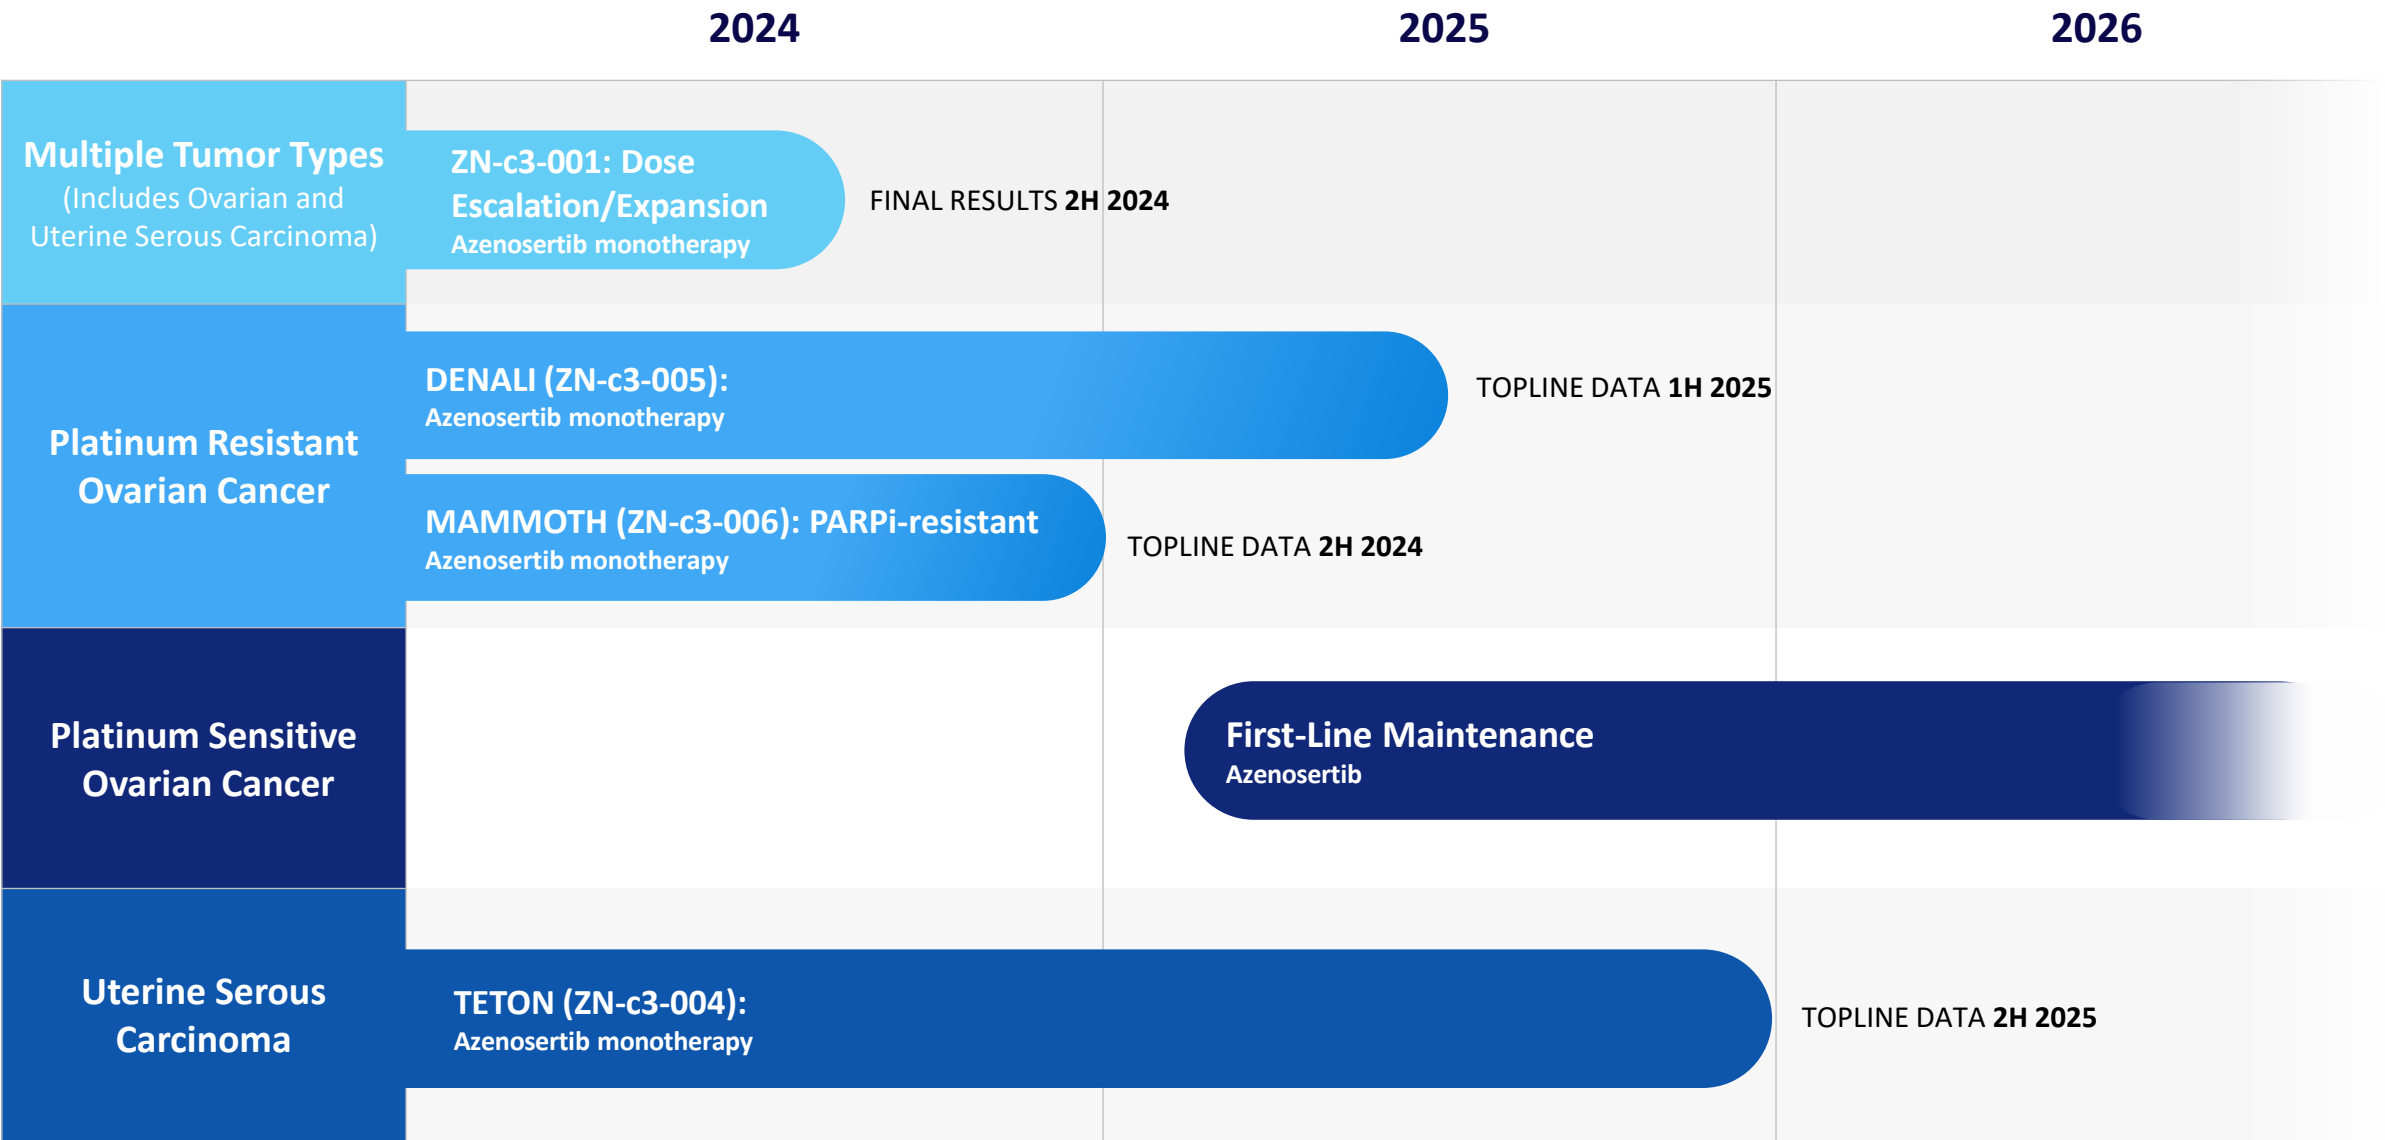 2024
2025
2026
Multiple Tumor Types
(Includes Ovarian and
Uterine Serous Carcinoma)
ZN-c3-001: Dose
Escalation/Expansion
Azenosertib monotherapy
FINAL RESULTS 2H 2024
Platinum Resistant
Ovarian Cancer
DENALI (ZN-c3-005):
Azenosertib monotherapy
TOPLINE DATA 1H 2025
MAMMOTH (ZN-c3-006): PARPi-resistant
Azenosertib monotherapy
TOPLINE DATA 2H 2024
Platinum Sensitive
Ovarian Cancer
First-Line Maintenance
Azenosertib
Uterine Serous
Carcinoma
TETON (ZN-c3-004):
Azenosertib monotherapy
TOPLINE DATA 2H 2025